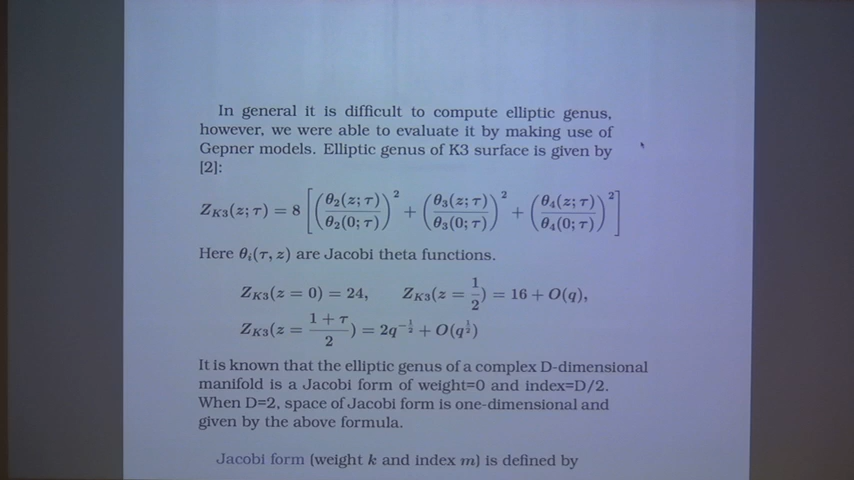 In general it is difficult to compute elliptic genus,
however, we were able to evaluate it by making use of
Gepner models. Elliptic genus of K3 surface is given by
[2]:
Z_{K3}(z; τ) = 8 [ (θ_2(z; τ)/θ_2(0; τ))^2 + (θ_3(z; τ)/θ_3(0; τ))^2 + (θ_4(z; τ)/θ_4(0; τ))^2 ]
Here θ_i(τ, z) are Jacobi theta functions.
Z_{K3}(z = 0) = 24, Z_{K3}(z = 1/2) = 16 + O(q),
Z_{K3}(z = (1 + τ)/2) = 2q^{-1/2} + O(q^{1/2})
It is known that the elliptic genus of a complex D-dimensional
manifold is a Jacobi form of weight=0 and index=D/2.
When D=2, space of Jacobi form is one-dimensional and
given by the above formula.
Jacobi form (weight k and index m) is defined by